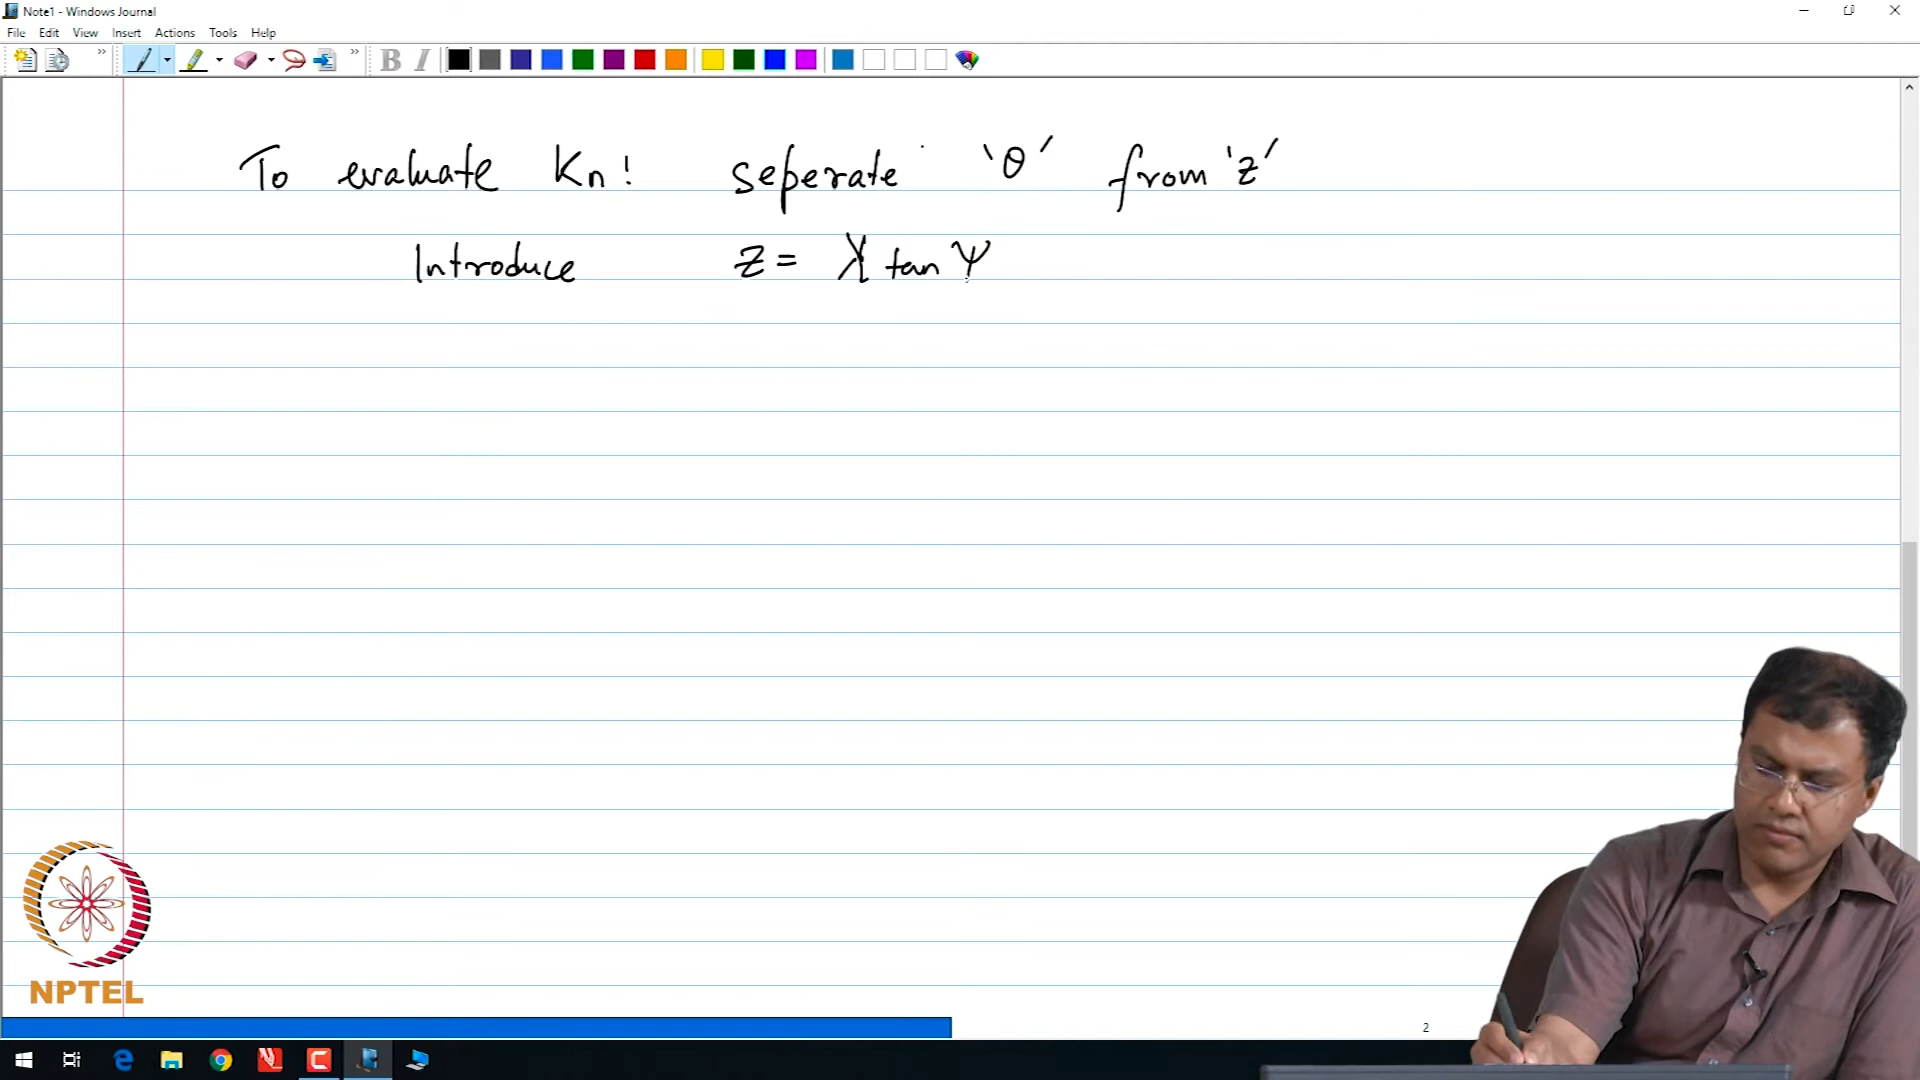 Note1 - Windows Journal
File Edit View Insert Actions Tools Help
B I
To evaluate Kn: seperate 'θ' from 'z'
Introduce z = X tan Ψ
NPTEL
2